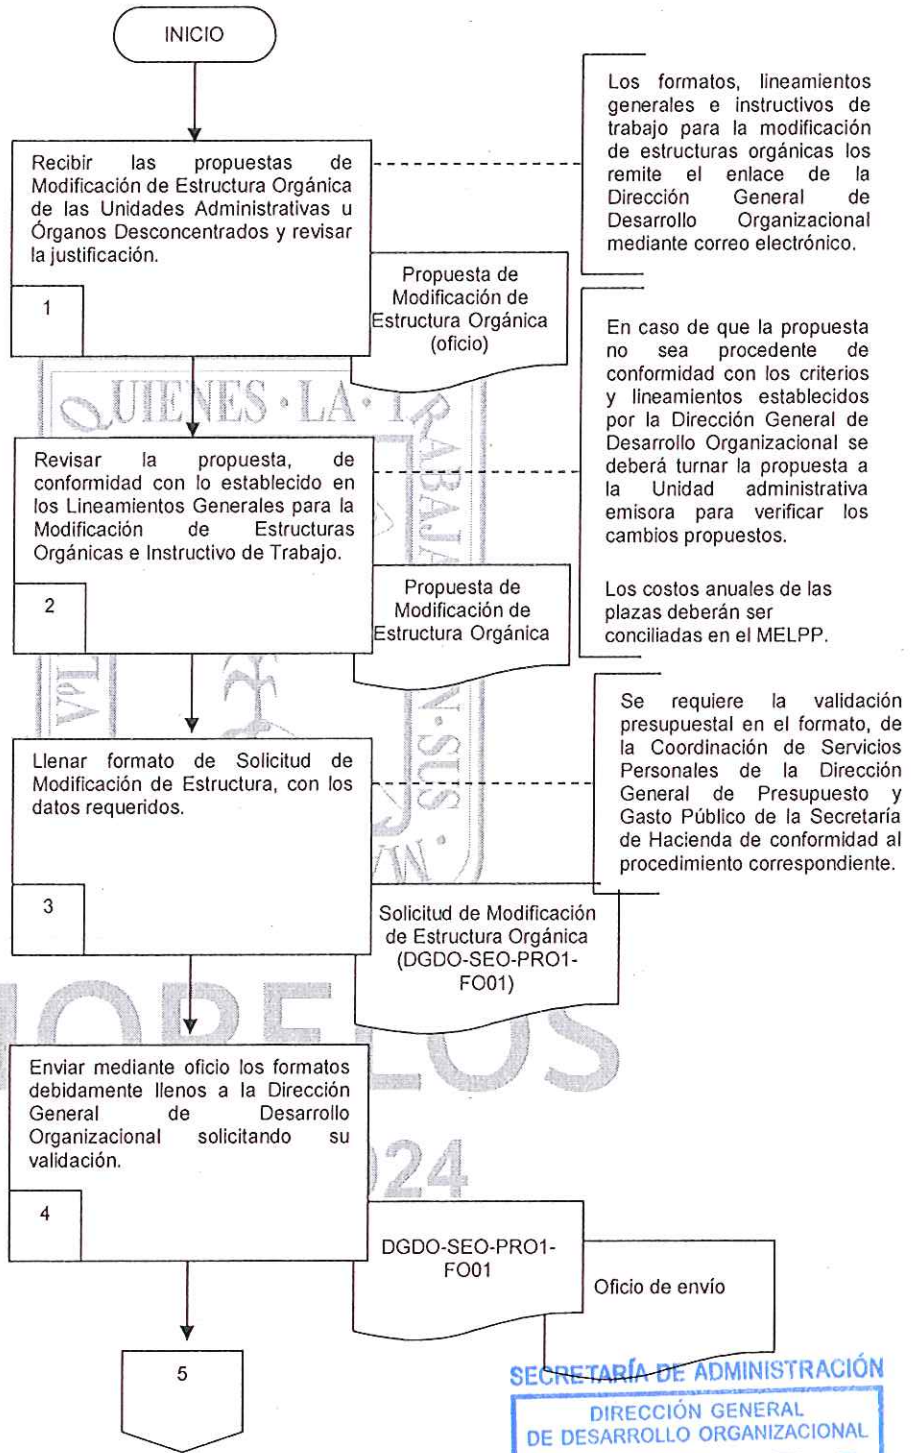 INICIO
Recibir las propuestas de
Modificación de Estructura Orgánica
de las Unidades Administrativas u
Órganos Desconcentrados y revisar
la justificación.
1
Propuesta de
Modificación de
Estructura Orgánica
(oficio)
Los formatos, lineamientos
generales e instructivos de
trabajo para la modificación
de estructuras orgánicas los
remite el enlace de la
Dirección General de
Desarrollo Organizacional
mediante correo electrónico.
QUIENES · LA · TRABAJA
Revisar la propuesta, de
conformidad con lo establecido en
los Lineamientos Generales para la
Modificación de Estructuras
Orgánicas e Instructivo de Trabajo.
2
Propuesta de
Modificación de
Estructura Orgánica
En caso de que la propuesta
no sea procedente de
conformidad con los criterios
y lineamientos establecidos
por la Dirección General de
Desarrollo Organizacional se
deberá turnar la propuesta a
la Unidad administrativa
emisora para verificar los
cambios propuestos.
Los costos anuales de las
plazas deberán ser
conciliadas en el MELPP.
N · SUS · MA
Llenar formato de Solicitud de
Modificación de Estructura, con los
datos requeridos.
3
Solicitud de Modificación
de Estructura Orgánica
(DGDO-SEO-PRO1-
FO01)
Se requiere la validación
presupuestal en el formato, de
la Coordinación de Servicios
Personales de la Dirección
General de Presupuesto y
Gasto Público de la Secretaría
de Hacienda de conformidad al
procedimiento correspondiente.
MORELOS
Enviar mediante oficio los formatos
debidamente llenos a la Dirección
General de Desarrollo
Organizacional solicitando su
validación.
4
024
DGDO-SEO-PRO1-
FO01
Oficio de envío
5
SECRETARÍA DE ADMINISTRACIÓN
DIRECCIÓN GENERAL
DE DESARROLLO ORGANIZACIONAL